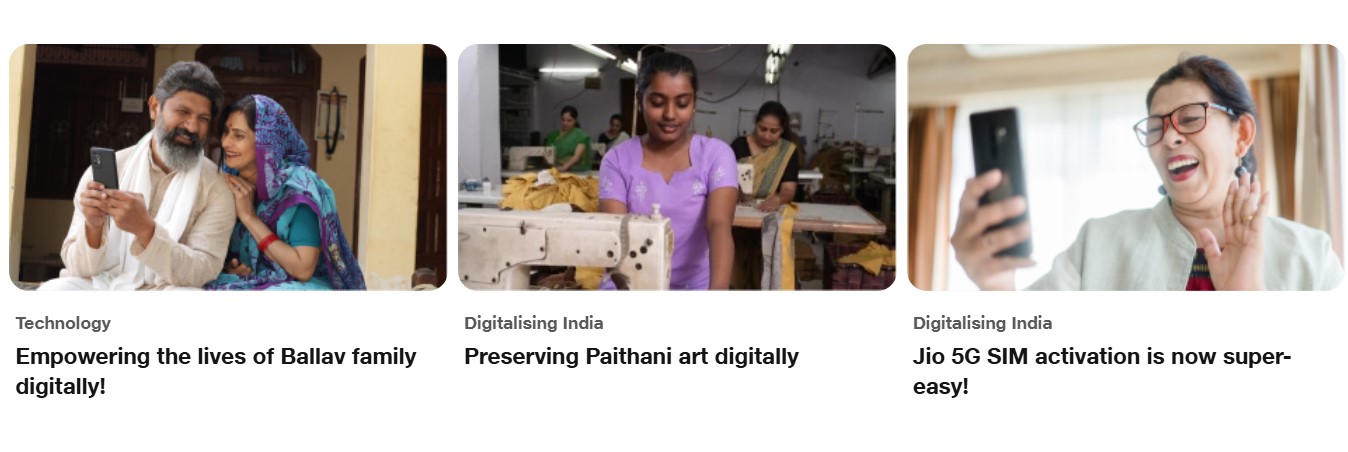 Technology
Empowering the lives of Ballav family
digitally!
Digitalising India
Preserving Paithani art digitally
Digitalising India
Jio 5G SIM activation is now super-
easy!